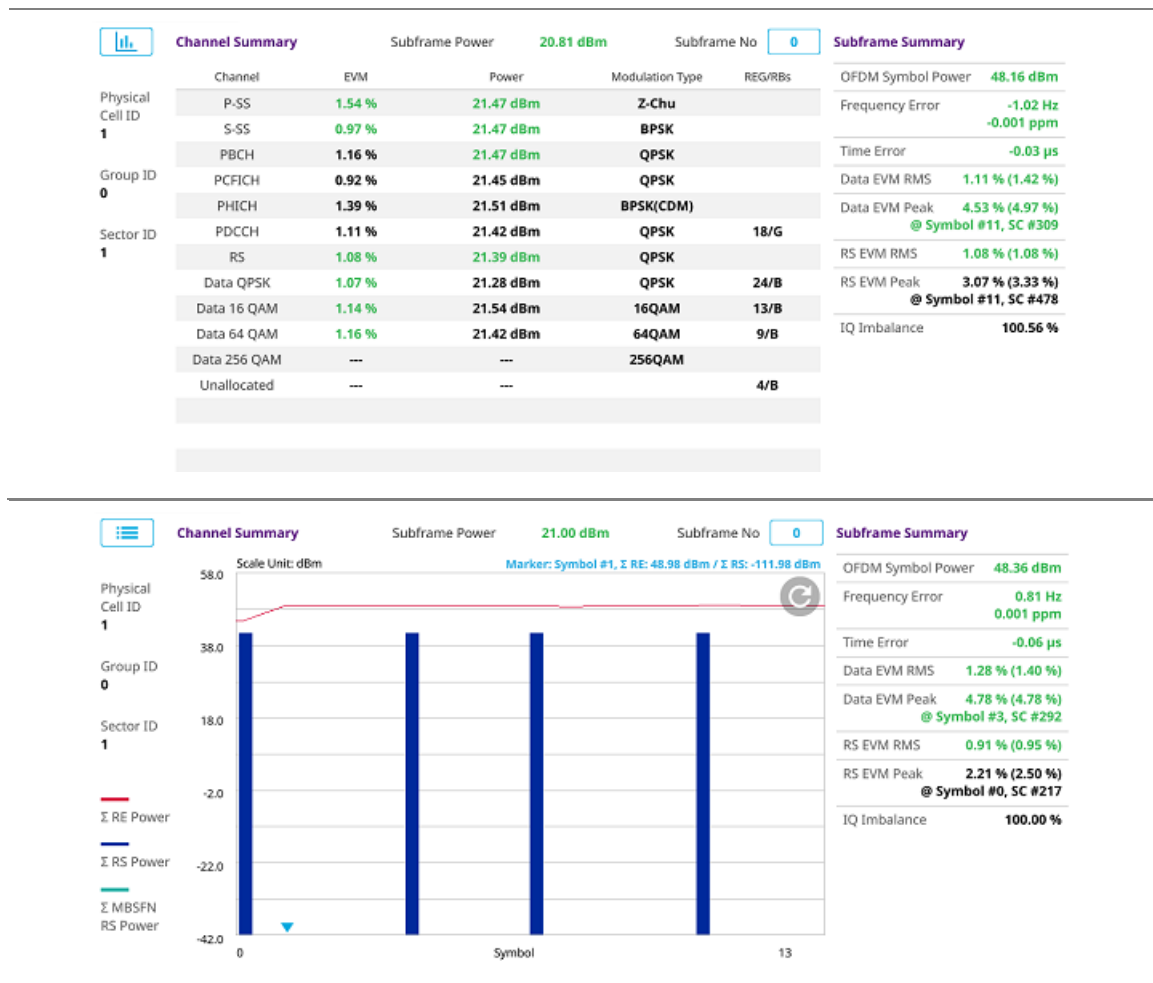 Channel Summary Subframe Power 20.81 dBm Subframe No 0 Subframe Summary
Physical
Cell ID
1
Group ID
0
Sector ID
1
Channel EVM Power Modulation Type REG/RBs
P-SS 1.54 % 21.47 dBm Z-Chu
S-SS 0.97 % 21.47 dBm BPSK
PBCH 1.16 % 21.47 dBm QPSK
PCFICH 0.92 % 21.45 dBm QPSK
PHICH 1.39 % 21.51 dBm BPSK(CDM)
PDCCH 1.11 % 21.42 dBm QPSK 18/G
RS 1.08 % 21.39 dBm QPSK
Data QPSK 1.07 % 21.28 dBm QPSK 24/B
Data 16 QAM 1.14 % 21.54 dBm 16QAM 13/B
Data 64 QAM 1.16 % 21.42 dBm 64QAM 9/B
Data 256 QAM --- --- 256QAM
Unallocated --- --- 4/B
OFDM Symbol Power 48.16 dBm
Frequency Error -1.02 Hz
-0.001 ppm
Time Error -0.03 µs
Data EVM RMS 1.11 % (1.42 %)
Data EVM Peak 4.53 % (4.97 %)
@ Symbol #11, SC #309
RS EVM RMS 1.08 % (1.08 %)
RS EVM Peak 3.07 % (3.33 %)
@ Symbol #11, SC #478
IQ Imbalance 100.56 %
Channel Summary Subframe Power 21.00 dBm Subframe No 0 Subframe Summary
Physical
Cell ID
1
Group ID
0
Sector ID
1
Σ RE Power
Σ RS Power
Σ MBSFN
RS Power
Scale Unit: dBm Marker: Symbol #1, Σ RE: 48.98 dBm / Σ RS: -111.98 dBm
58.0
38.0
18.0
-2.0
-22.0
-42.0
0 Symbol 13
OFDM Symbol Power 48.36 dBm
Frequency Error 0.81 Hz
0.001 ppm
Time Error -0.06 µs
Data EVM RMS 1.28 % (1.40 %)
Data EVM Peak 4.78 % (4.78 %)
@ Symbol #3, SC #292
RS EVM RMS 0.91 % (0.95 %)
RS EVM Peak 2.21 % (2.50 %)
@ Symbol #0, SC #217
IQ Imbalance 100.00 %